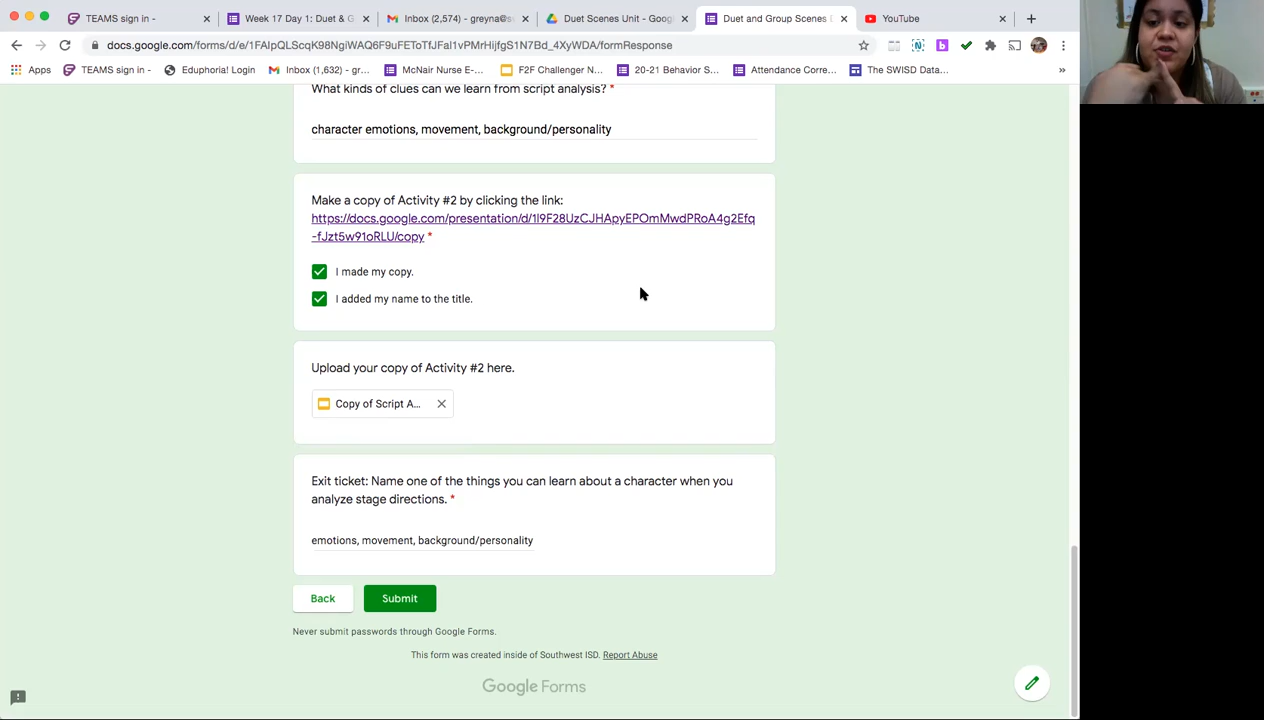 TEAMS sign in -
Week 17 Day 1: Duet & G
Inbox (2,574) - greyna@s
Duet Scenes Unit - Goog
Duet and Group Scenes D
YouTube
docs.google.com/forms/d/e/1FAIpQLScqK98NgiWAQ6F9uFEToTfJFal1vPMrHijfgS1N7Bd_4XyWDA/formResponse
Apps
TEAMS sign in -
Eduphoria! Login
Inbox (1,632) - gr...
McNair Nurse E-...
F2F Challenger N...
20-21 Behavior S...
Attendance Corre...
The SWISD Data...
What kinds of clues can we learn from script analysis? *
character emotions, movement, background/personality
Make a copy of Activity #2 by clicking the link:
https://docs.google.com/presentation/d/1I9F28UzCJHApyEPOmMwdPRoA4g2Efq
-fJzt5w91oRLU/copy *
I made my copy.
I added my name to the title.
Upload your copy of Activity #2 here.
Copy of Script A...
Exit ticket: Name one of the things you can learn about a character when you
analyze stage directions. *
emotions, movement, background/personality
Back
Submit
Never submit passwords through Google Forms.
This form was created inside of Southwest ISD. Report Abuse
Google Forms